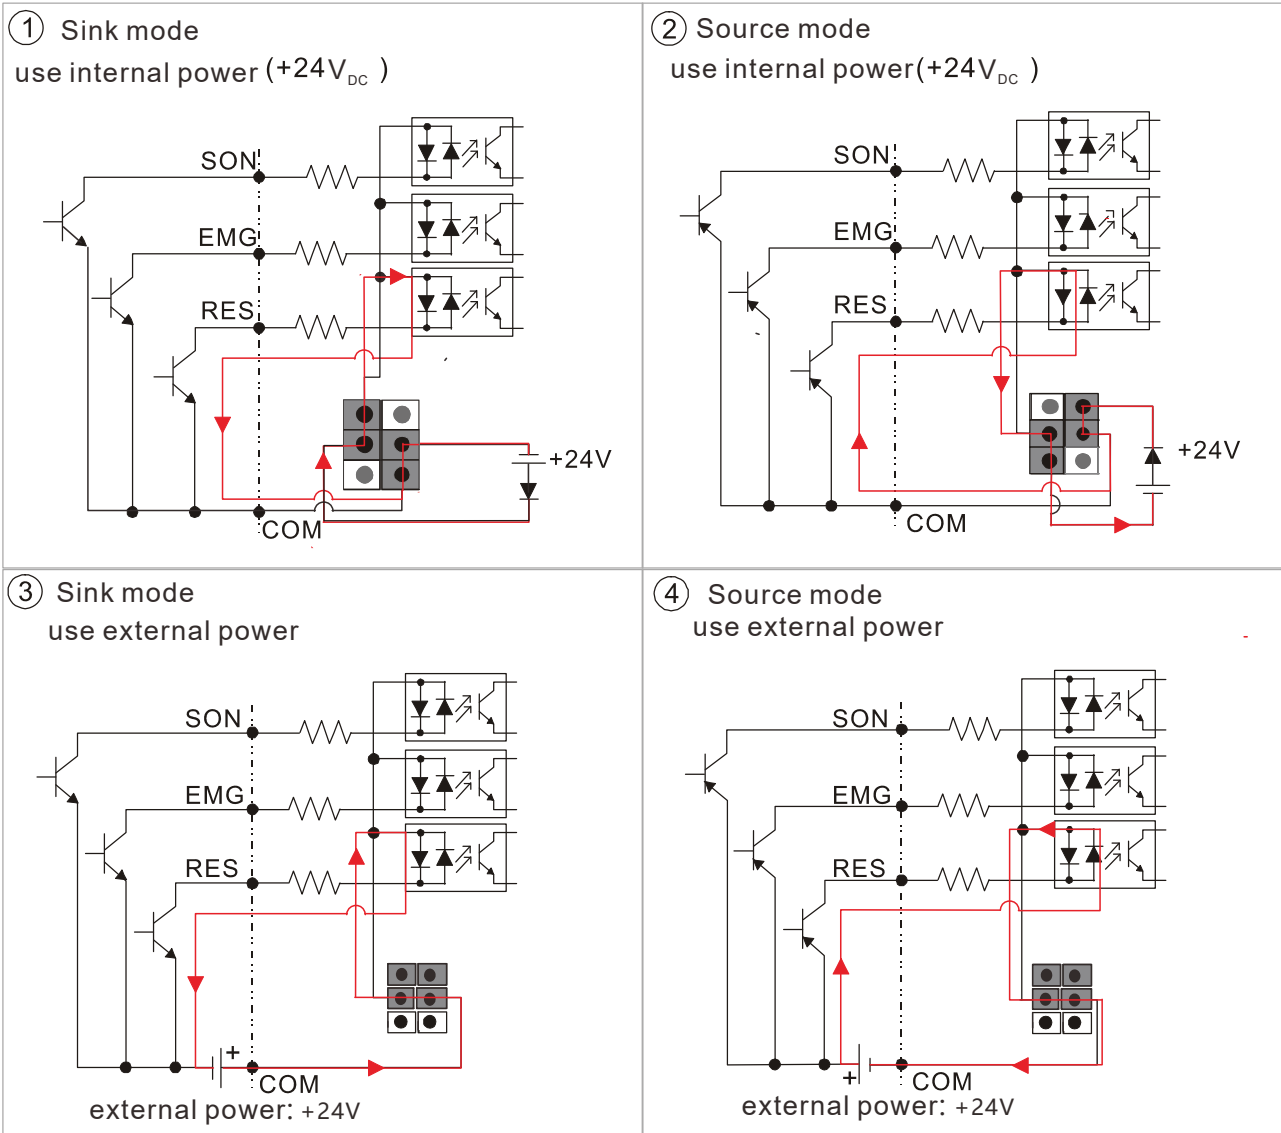 ① Sink mode
use internal power (+24V_DC )
SON
EMG
RES
+24V
COM
② Source mode
use internal power(+24V_DC )
SON
EMG
RES
+24V
COM
③ Sink mode
use external power
SON
EMG
RES
+
COM
external power: +24V
④ Source mode
use external power
SON
EMG
RES
+
COM
external power: +24V